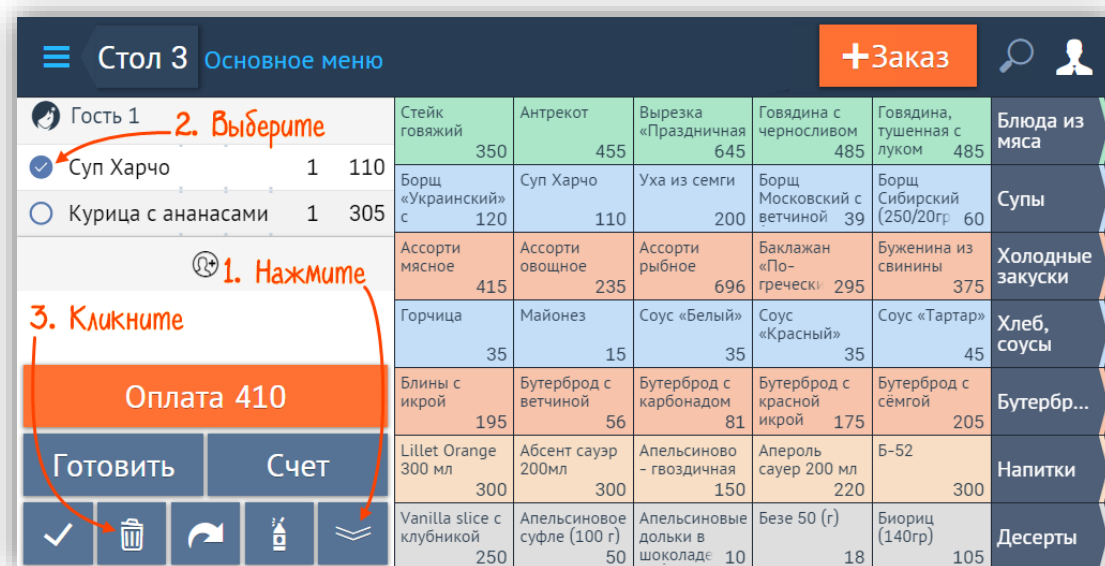 Стол 3 Основное меню +Заказ
Гость 1
2. Выберите
Суп Харчо 1 110
Курица с ананасами 1 305
1. Нажмите
3. Кликните
Оплата 410
Готовить Счет
Стейк говяжий 350
Антрекот 455
Вырезка «Праздничная 645
Говядина с черносливом 485
Говядина, тушенная с луком 485
Блюда из мяса
Борщ «Украинский» с 120
Суп Харчо 110
Уха из семги 200
Борщ Московский с ветчиной 39
Борщ Сибирский (250/20гр 60
Супы
Ассорти мясное 415
Ассорти овощное 235
Ассорти рыбное 696
Баклажан «По-гречески 295
Буженина из свинины 375
Холодные закуски
Горчица 35
Майонез 15
Соус «Белый» 35
Соус «Красный» 35
Соус «Тартар» 45
Хлеб, соусы
Блины с икрой 195
Бутерброд с ветчиной 56
Бутерброд с карбонадом 81
Бутерброд с красной икрой 175
Бутерброд с сёмгой 205
Бутербр...
Lillet Orange 300 мл 300
Абсент сауэр 200мл 300
Апельсиново - гвоздичная 150
Апероль сауер 200 мл 220
Б-52 300
Напитки
Vanilla slice с клубникой 250
Апельсиновое суфле (100 г) 50
Апельсиновые дольки в шоколаде 10
Безе 50 (г) 18
Биориц (140гр) 105
Десерты